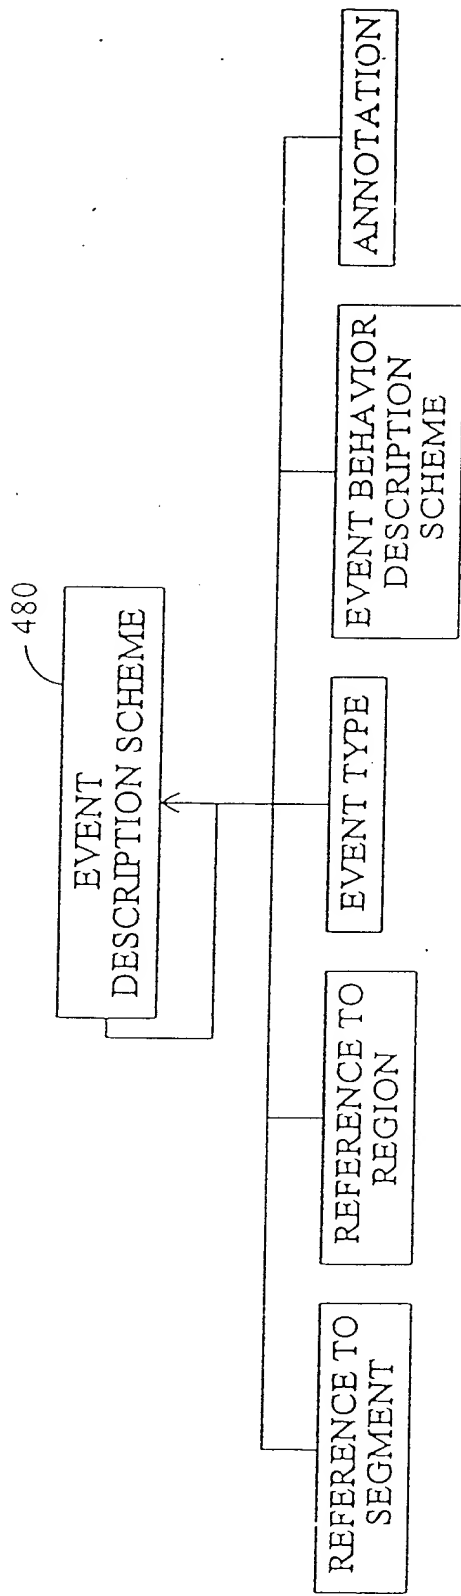 480
EVENT
DESCRIPTION SCHEME
REFERENCE TO
SEGMENT
REFERENCE TO
REGION
EVENT TYPE
EVENT BEHAVIOR
DESCRIPTION
SCHEME
ANNOTATION